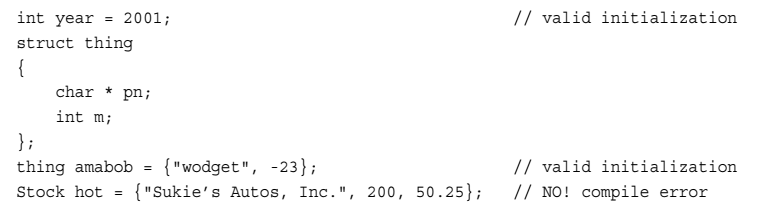 int year = 2001; // valid initialization
struct thing
{
char * pn;
int m;
};
thing amabob = {"wodget", -23}; // valid initialization
Stock hot = {"Sukie's Autos, Inc.", 200, 50.25}; // NO! compile error